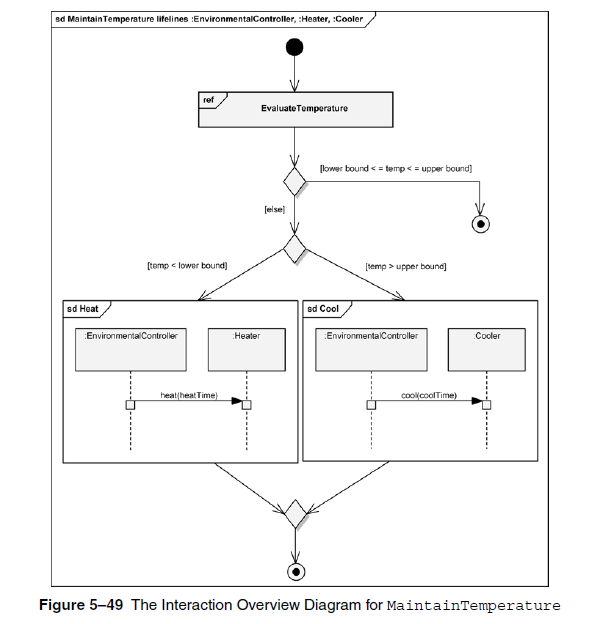 sd MaintainTemperature lifelines :EnvironmentalController, :Heater, :Cooler
ref
EvaluateTemperature
[lower bound < = temp < = upper bound]
[else]
[temp < lower bound]
[temp > upper bound]
sd Heat
sd Cool
:EnvironmentalController
:Heater
:EnvironmentalController
:Cooler
heat(heatTime)
cool(coolTime)
Figure 5–49 The Interaction Overview Diagram for MaintainTemperature